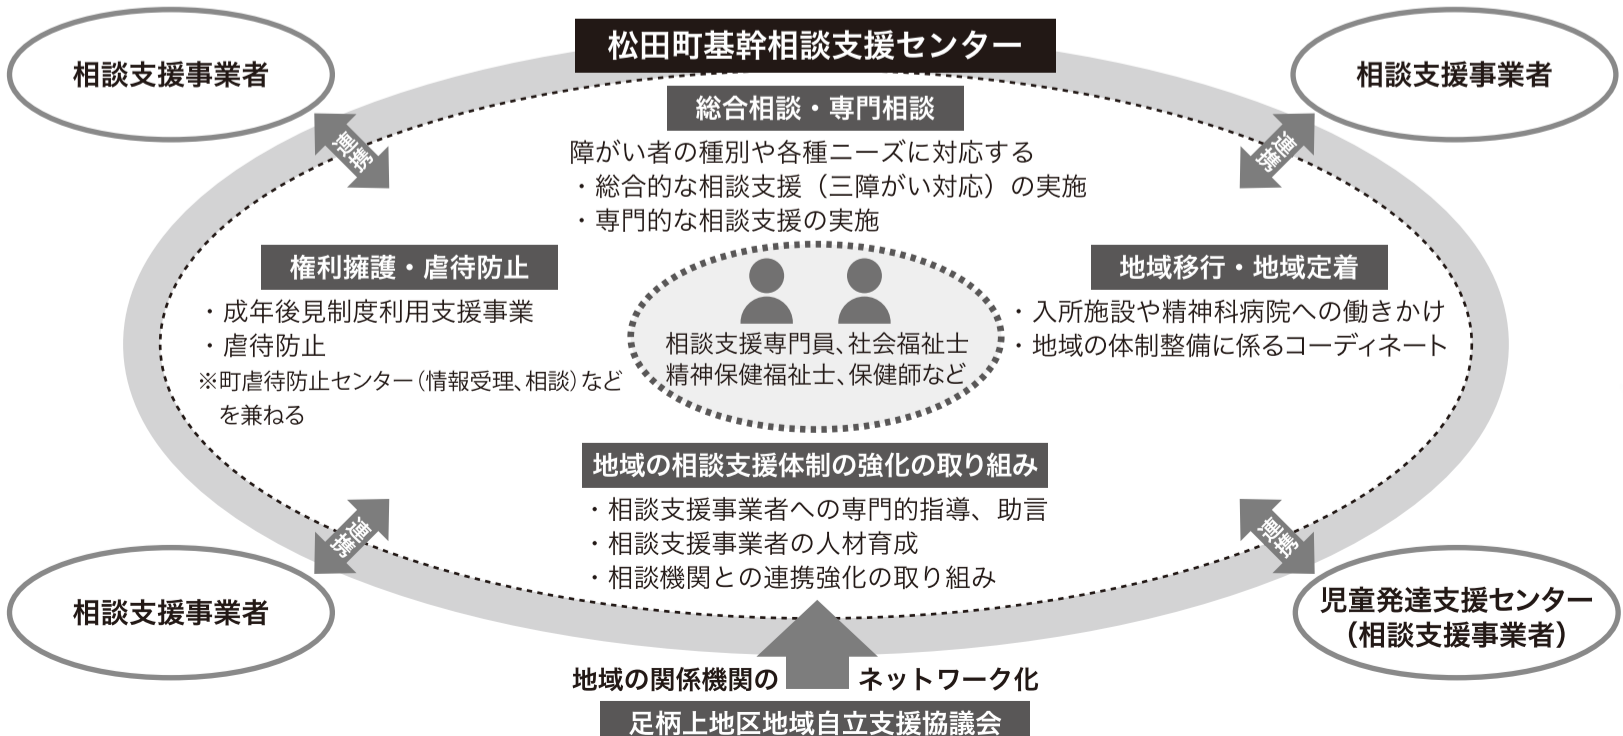 松田町基幹相談支援センター
相談支援事業者
相談支援事業者
連携
連携
総合相談・専門相談
障がい者の種別や各種ニーズに対応する
・総合的な相談支援（三障がい対応）の実施
・専門的な相談支援の実施
権利擁護・虐待防止
・成年後見制度利用支援事業
・虐待防止
※町虐待防止センター（情報受理、相談）など
を兼ねる
相談支援専門員、社会福祉士
精神保健福祉士、保健師など
地域移行・地域定着
・入所施設や精神科病院への働きかけ
・地域の体制整備に係るコーディネート
地域の相談支援体制の強化の取り組み
・相談支援事業者への専門的指導、助言
・相談支援事業者の人材育成
・相談機関との連携強化の取り組み
連携
連携
相談支援事業者
児童発達支援センター
（相談支援事業者）
地域の関係機関の ネットワーク化
足柄上地区地域自立支援協議会